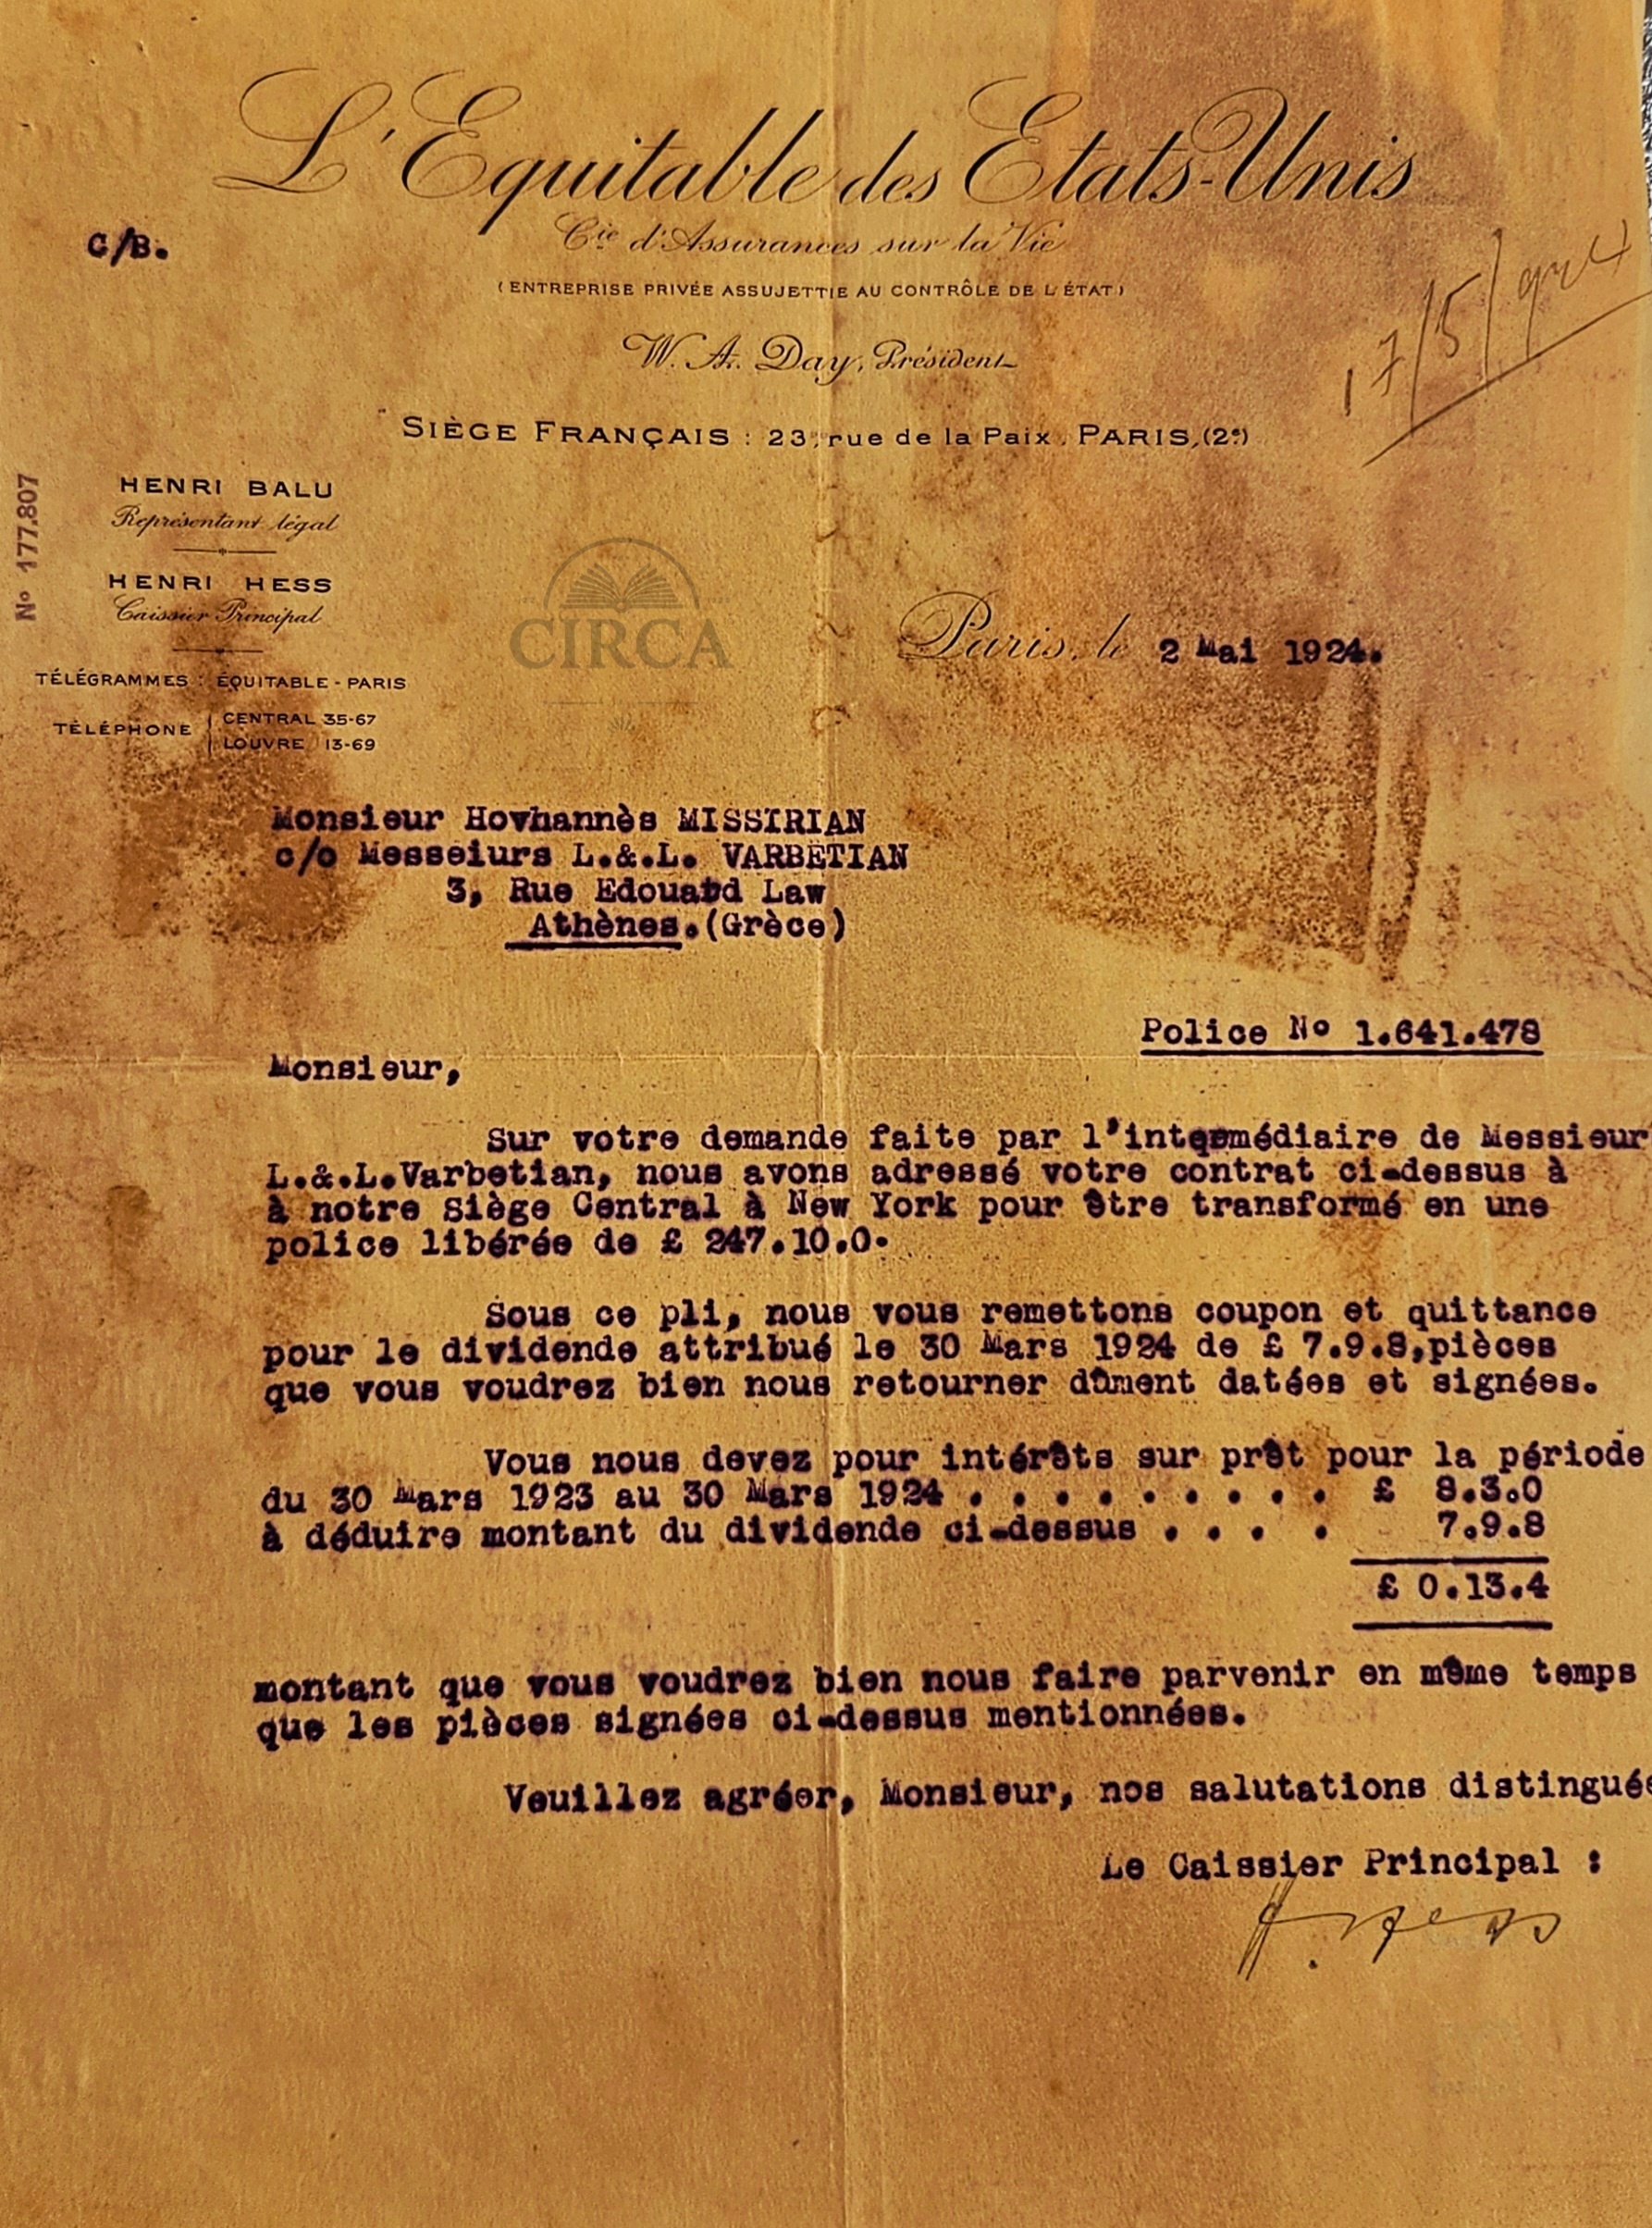 L'Equitable des Etats-Unis
Cie d'Assurances sur la Vie
C/B.
(ENTREPRISE PRIVÉE ASSUJETTIE AU CONTRÔLE DE L'ÉTAT)
W. A. Day, Président
17/5/924
SIÈGE FRANÇAIS : 23, rue de la Paix, PARIS, (2e)
No 177.807
HENRI BALU
Représentant légal
HENRI HESS
Caissier Principal
TÉLÉGRAMMES : ÉQUITABLE - PARIS
TÉLÉPHONE CENTRAL 35-67
LOUVRE 13-69
CIRCA
Paris, le 2 Mai 1924.
Monsieur Hovhannès MISSIRIAN
c/o Messeiurs L.&.L. VARBETIAN
3, Rue Edouard Law
Athènes.(Grèce)
Police No 1.641.478
Monsieur,
Sur votre demande faite par l'intermédiaire de Messieur
L.&.L.Varbetian, nous avons adressé votre contrat ci-dessus à
à notre Siège Central à New York pour être transformé en une
police libérée de £ 247.10.0.
Sous ce pli, nous vous remettons coupon et quittance
pour le dividende attribué le 30 Mars 1924 de £ 7.9.8,pièces
que vous voudrez bien nous retourner dûment datées et signées.
Vous nous devez pour intérêts sur prêt pour la période
du 30 Mars 1923 au 30 Mars 1924 . . . . . . . . . £ 8.3.0
à déduire montant du dividende ci-dessus . . . . 7.9.8
£ 0.13.4
montant que vous voudrez bien nous faire parvenir en même temps
que les pièces signées ci-dessus mentionnées.
Veuillez agréer, Monsieur, nos salutations distingué
Le Caissier Principal :
H. Hess